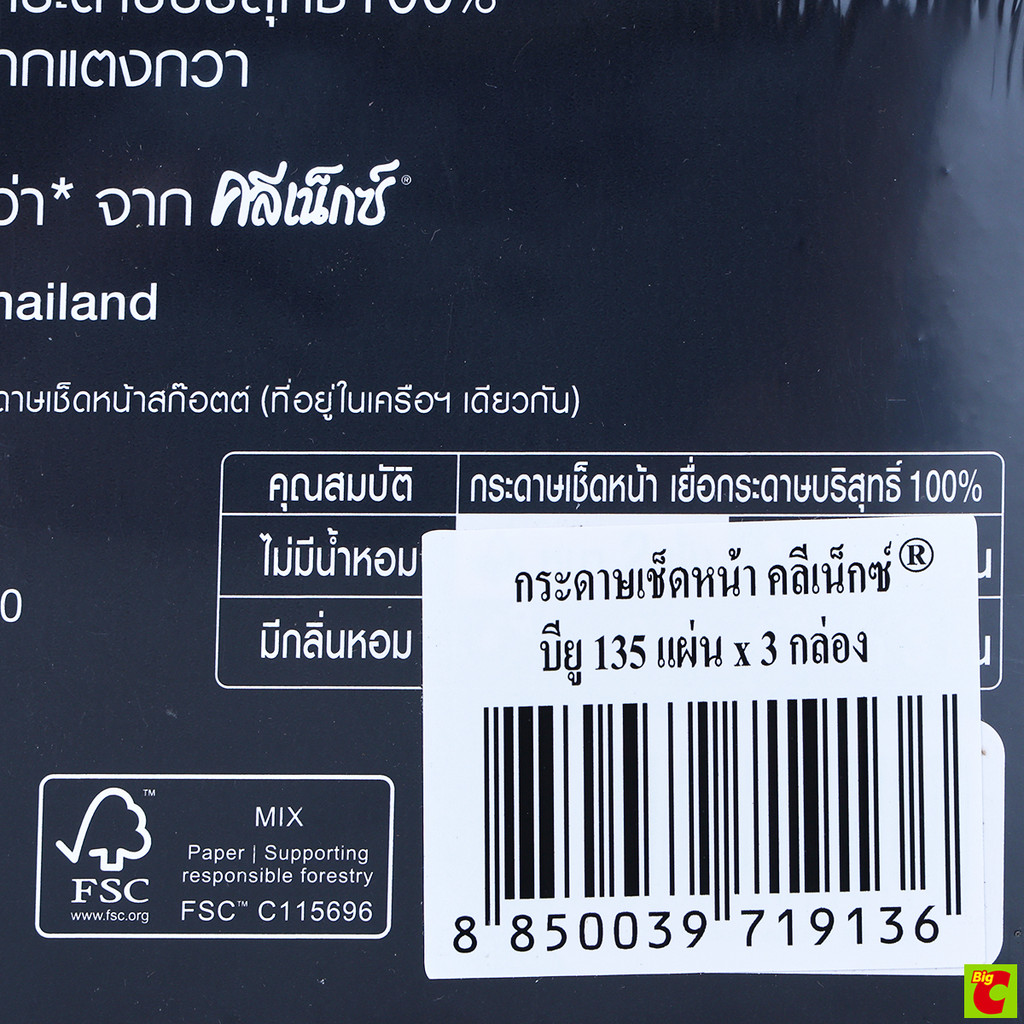 ากแตงกวา
ว่า* จาก คลีเน็กซ์®
hailand
ดาษเช็ดหน้าสก๊อตต์ (ที่อยู่ในเครือฯ เดียวกัน)
คุณสมบัติ กระดาษเช็ดหน้า เยื่อกระดาษบริสุทธิ์ 100%
ไม่มีน้ำหอม
มีกลิ่นหอม
0
กระดาษเช็ดหน้า คลีเน็กซ์®
บียู 135 แผ่น x 3 กล่อง
8 850039 719136
TM
MIX
Paper | Supporting
responsible forestry
FSC™ C115696
FSC
www.fsc.org
Big C